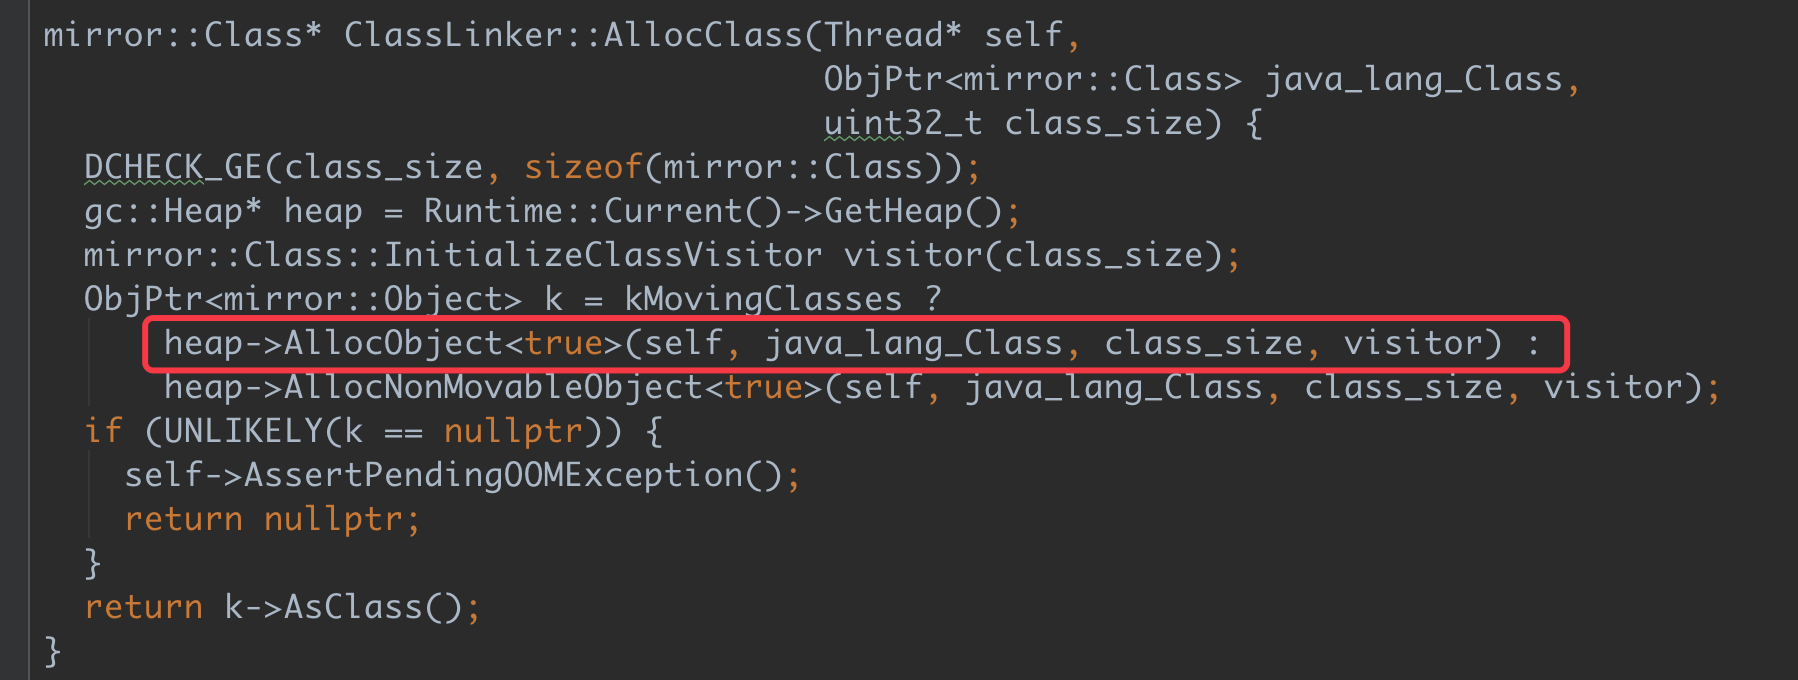 mirror::Class* ClassLinker::AllocClass(Thread* self,
ObjPtr<mirror::Class> java_lang_Class,
uint32_t class_size) {
DCHECK_GE(class_size, sizeof(mirror::Class));
gc::Heap* heap = Runtime::Current()->GetHeap();
mirror::Class::InitializeClassVisitor visitor(class_size);
ObjPtr<mirror::Object> k = kMovingClasses ?
heap->AllocObject<true>(self, java_lang_Class, class_size, visitor) :
heap->AllocNonMovableObject<true>(self, java_lang_Class, class_size, visitor);
if (UNLIKELY(k == nullptr)) {
self->AssertPendingOOMException();
return nullptr;
}
return k->AsClass();
}